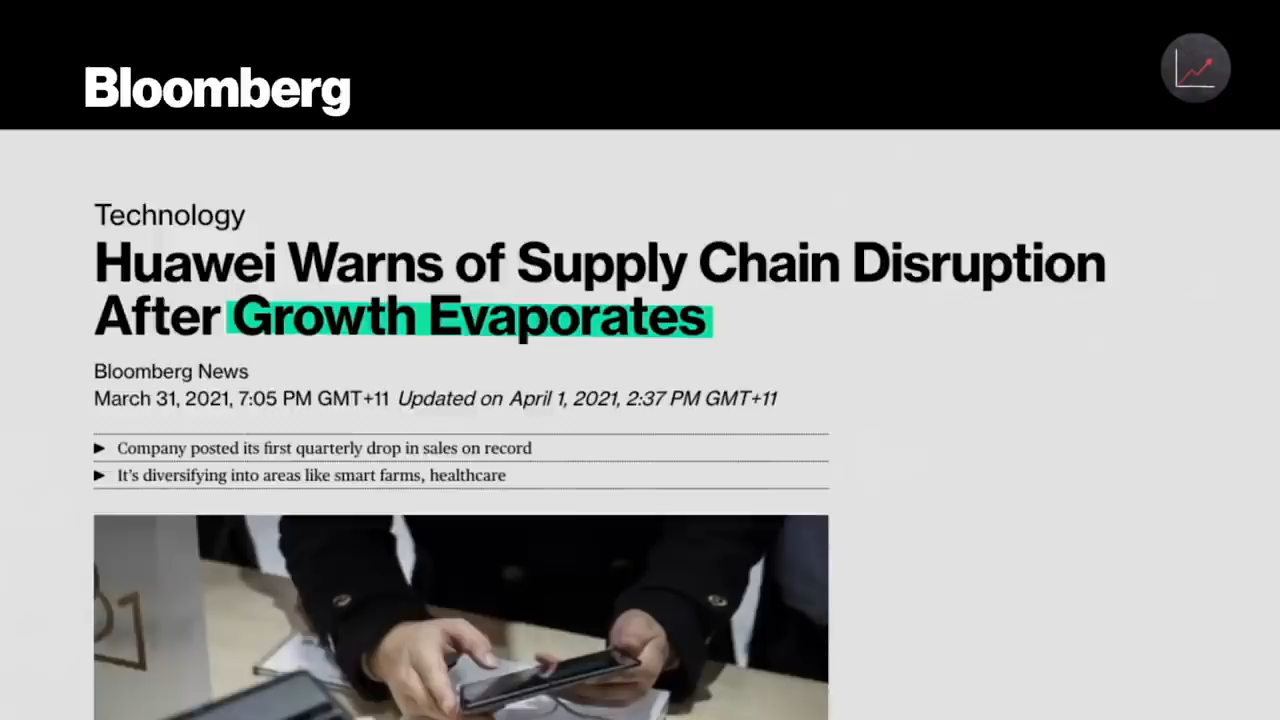 Bloomberg
Technology
Huawei Warns of Supply Chain Disruption
After Growth Evaporates
Bloomberg News
March 31, 2021, 7:05 PM GMT+11 Updated on April 1, 2021, 2:37 PM GMT+11
Company posted its first quarterly drop in sales on record
It's diversifying into areas like smart farms, healthcare